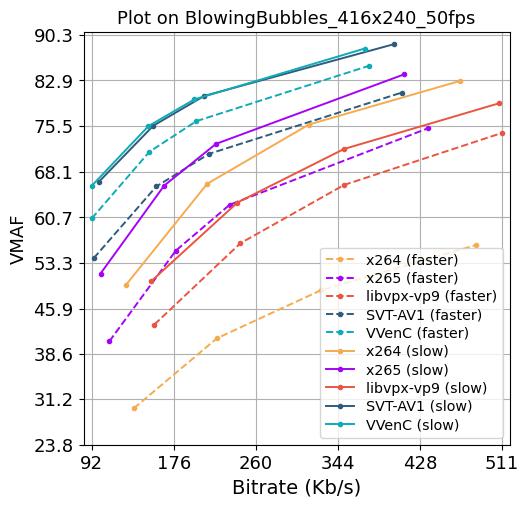 Plot on BlowingBubbles_416x240_50fps
90.3
82.9
75.5
68.1
60.7
53.3
45.9
38.6
31.2
23.8
VMAF
x264 (faster)
x265 (faster)
libvpx-vp9 (faster)
SVT-AV1 (faster)
VVenC (faster)
x264 (slow)
x265 (slow)
libvpx-vp9 (slow)
SVT-AV1 (slow)
VVenC (slow)
92 176 260 344 428 511
Bitrate (Kb/s)